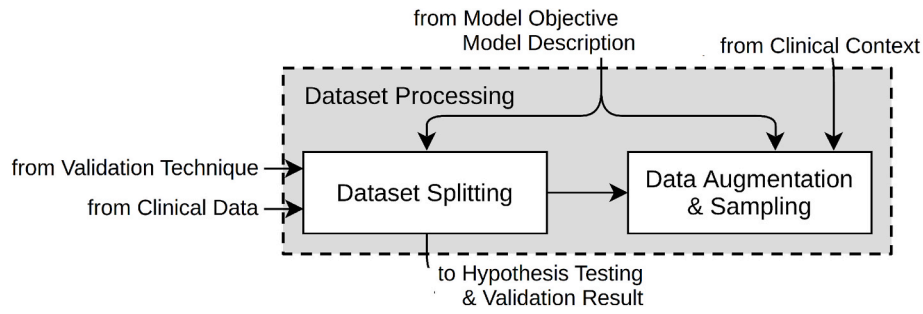 from Model Objective
Model Description
from Clinical Context
Dataset Processing
from Validation Technique
from Clinical Data
Dataset Splitting
Data Augmentation
& Sampling
to Hypothesis Testing
& Validation Result